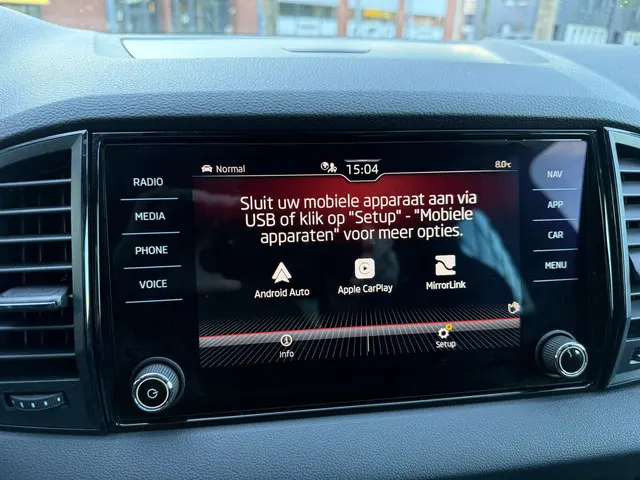 Normal
15:04
8.0°C
RADIO
MEDIA
PHONE
VOICE
Sluit uw mobiele apparaat aan via
USB of klik op "Setup" - "Mobiele
apparaten" voor meer opties.
Android Auto
Apple CarPlay
MirrorLink
Info
Setup
NAV
APP
CAR
MENU